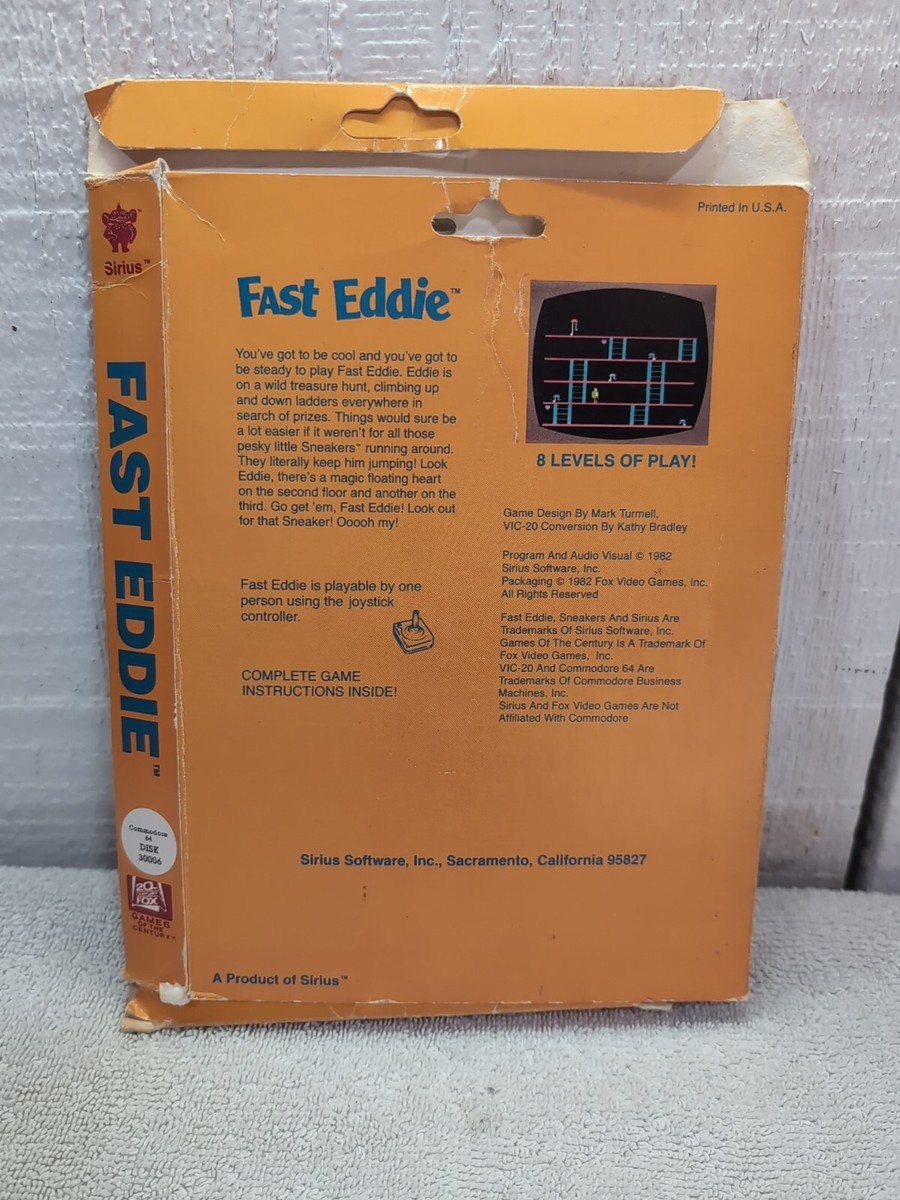 Printed In U.S.A.
Sirius™
FAST EDDIE™
Commodore
64
DISK
30006
20th
CENTURY
FOX
GAMES
OF THE
CENTURY™
Fast Eddie™
You've got to be cool and you've got to
be steady to play Fast Eddie. Eddie is
on a wild treasure hunt, climbing up
and down ladders everywhere in
search of prizes. Things would sure be
a lot easier if it weren't for all those
pesky little Sneakers™ running around.
They literally keep him jumping! Look
Eddie, there's a magic floating heart
on the second floor and another on the
third. Go get 'em, Fast Eddie! Look out
for that Sneaker! Ooooh my!
Fast Eddie is playable by one
person using the joystick
controller.
COMPLETE GAME
INSTRUCTIONS INSIDE!
8 LEVELS OF PLAY!
Game Design By Mark Turmell,
VIC-20 Conversion By Kathy Bradley
Program And Audio Visual © 1982
Sirius Software, Inc.
Packaging © 1982 Fox Video Games, Inc.
All Rights Reserved
Fast Eddie, Sneakers And Sirius Are
Trademarks Of Sirius Software, Inc.
Games Of The Century Is A Trademark Of
Fox Video Games, Inc.
VIC-20 And Commodore 64 Are
Trademarks Of Commodore Business
Machines, Inc.
Sirius And Fox Video Games Are Not
Affiliated With Commodore
Sirius Software, Inc., Sacramento, California 95827
A Product of Sirius™